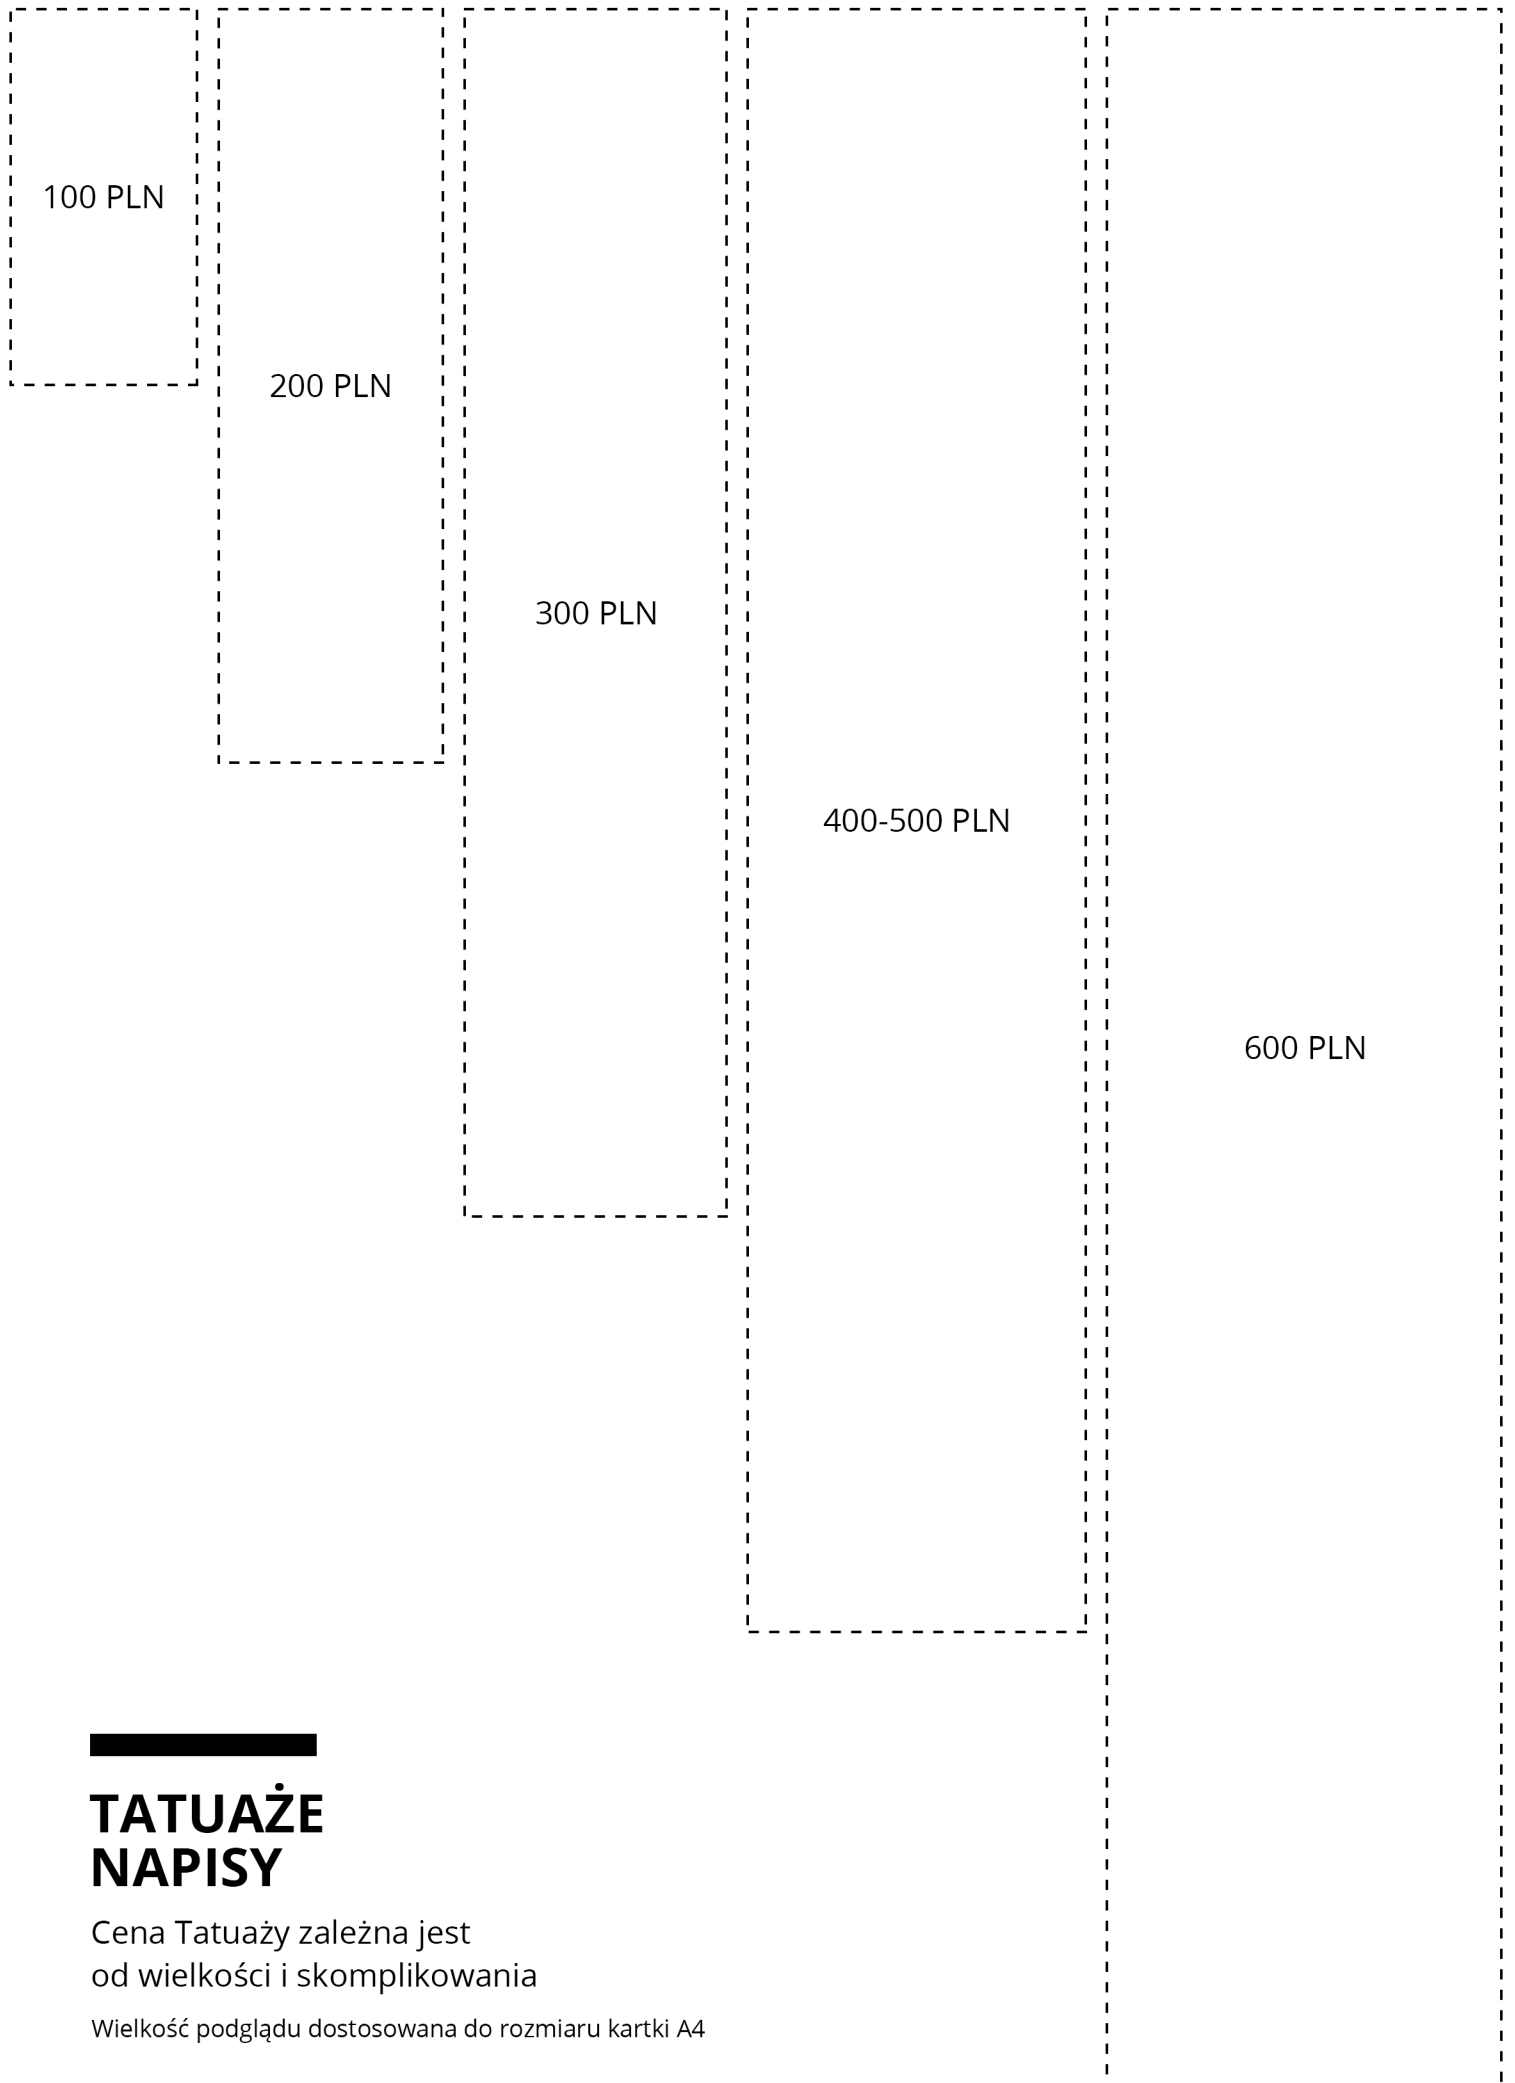 100 PLN
200 PLN
300 PLN
400-500 PLN
600 PLN
TATUAŻE
NAPISY
Cena Tatuaży zależna jest
od wielkości i skomplikowania
Wielkość podglądu dostosowana do rozmiaru kartki A4